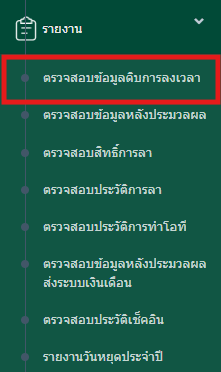 รายงาน
ตรวจสอบข้อมูลดิบการลงเวลา
ตรวจสอบข้อมูลหลังประมวลผล
ตรวจสอบสิทธิ์การลา
ตรวจสอบประวัติการลา
ตรวจสอบประวัติการทำโอที
ตรวจสอบข้อมูลหลังประมวลผล
ส่งระบบเงินเดือน
ตรวจสอบประวัติเช็คอิน
รายงานวันหยุดประจำปี